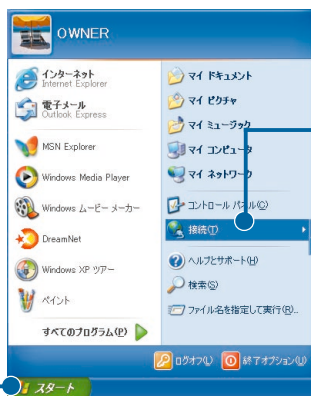 OWNER
インターネット
Internet Explorer
電子メール
Outlook Express
MSN Explorer
Windows Media Player
Windows ムービー メーカー
DreamNet
Windows XP ツアー
ペイント
すべてのプログラム(P)
マイ ドキュメント
マイ ピクチャ
マイ ミュージック
マイ コンピュータ
マイ ネットワーク
コントロール パネル(C)
接続(T)
ヘルプとサポート(H)
検索(S)
ファイル名を指定して実行(R)...
ログオフ(L)
終了オプション(U)
スタート